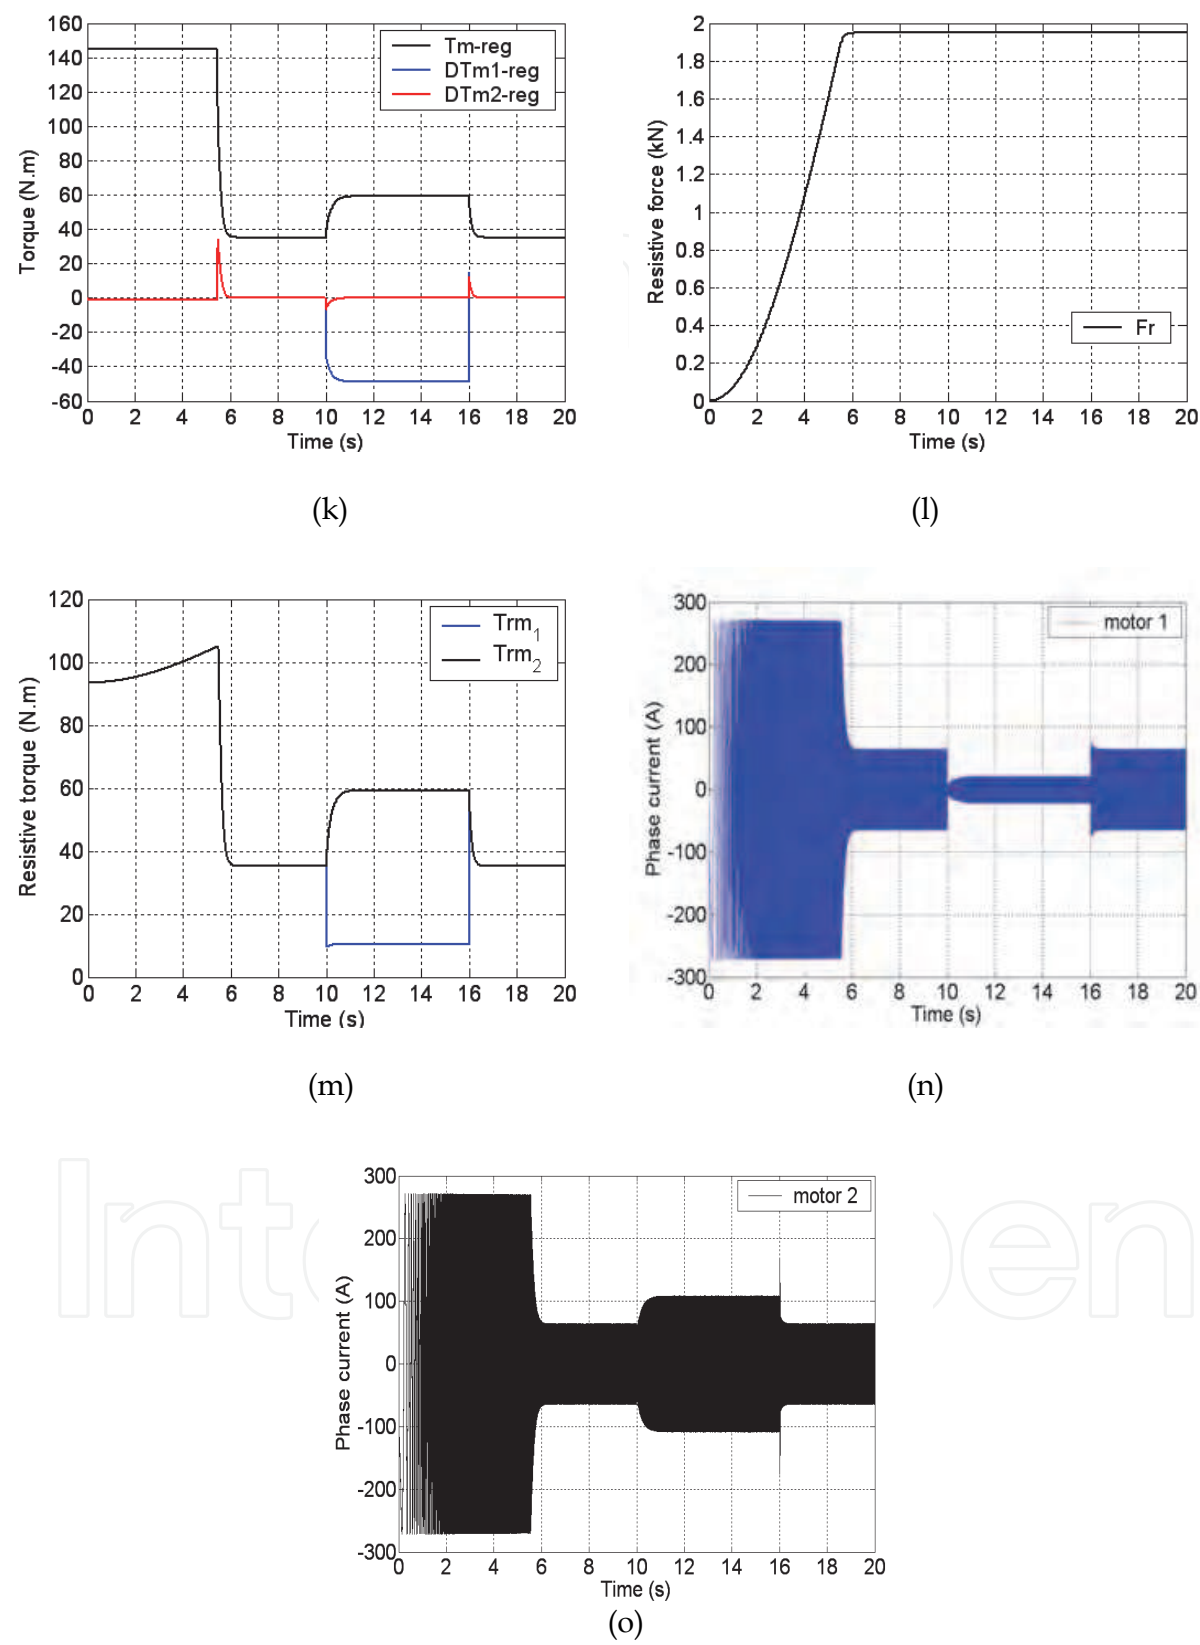 160
140
120
100
80
60
40
20
0
-20
-40
-60
Torque (N.m)
Tm-reg
DTm1-reg
DTm2-reg
0 2 4 6 8 10 12 14 16 18 20
Time (s)
(k)
2
1.8
1.6
1.4
1.2
1
0.8
0.6
0.4
0.2
0
Resistive force (kN)
Fr
0 2 4 6 8 10 12 14 16 18 20
Time (s)
(l)
120
100
80
60
40
20
0
Resistive torque (N.m)
Trm1
Trm2
0 2 4 6 8 10 12 14 16 18 20
Time (s)
(m)
300
200
100
0
-100
-200
-300
Phase current (A)
motor 1
0 2 4 6 8 10 12 14 16 18 20
Time (s)
(n)
300
200
100
0
-100
-200
-300
Phase current (A)
motor 2
0 2 4 6 8 10 12 14 16 18 20
Time (s)
(o)